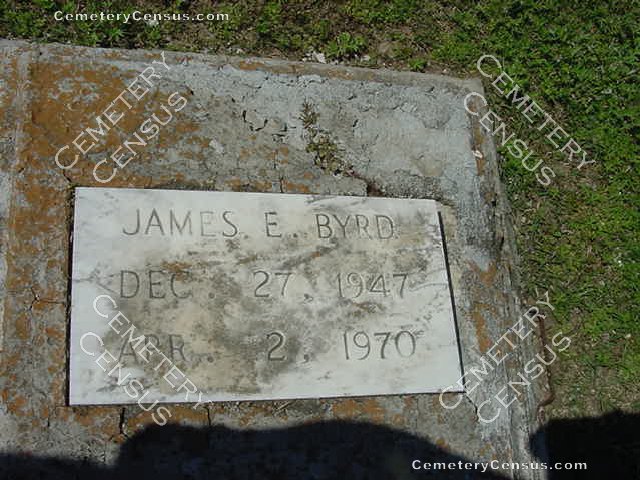 CemeteryCensus.com
CEMETERY
CENSUS
CEMETERY
CENSUS
JAMES E. BYRD
DEC. 27, 1947
APR. 2, 1970
CEMETERY
CENSUS
CEMETERY
CENSUS
CemeteryCensus.com